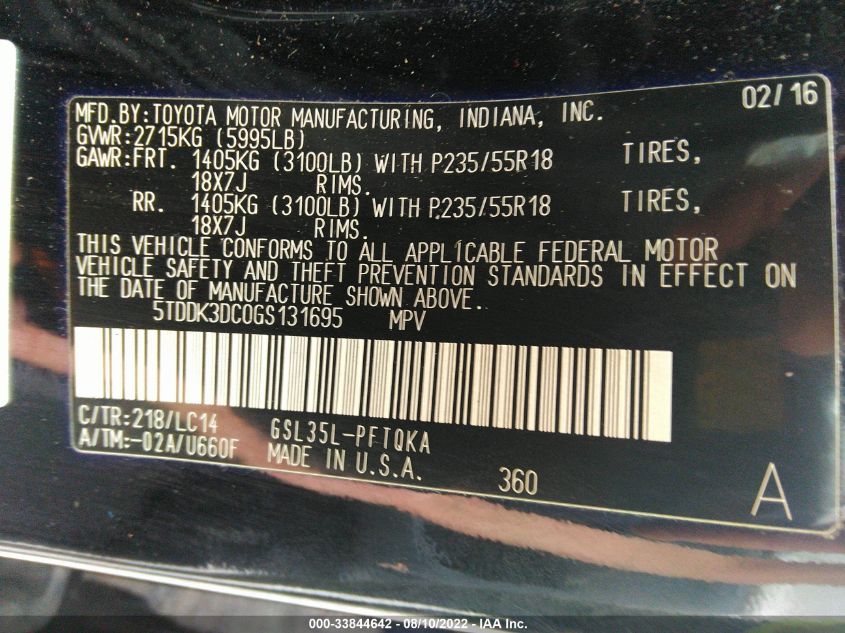 02/16
MFD.BY:TOYOTA MOTOR MANUFACTURING, INDIANA, INC.
GVWR:2715KG (5995LB)
GAWR:FRT. 1405KG (3100LB) WITH P235/55R18 TIRES,
18X7J RIMS.
RR. 1405KG (3100LB) WITH P235/55R18 TIRES,
18X7J RIMS.
THIS VEHICLE CONFORMS TO ALL APPLICABLE FEDERAL MOTOR
VEHICLE SAFETY AND THEFT PREVENTION STANDARDS IN EFFECT ON
THE DATE OF MANUFACTURE SHOWN ABOVE.
5TDDK3DC0GS131695 MPV
C/TR:218/LC14 GSL35L-PFTQKA
A/TM:-02A/U660F MADE IN U.S.A. 360
A
000-33844642 - 08/10/2022 - IAA Inc.